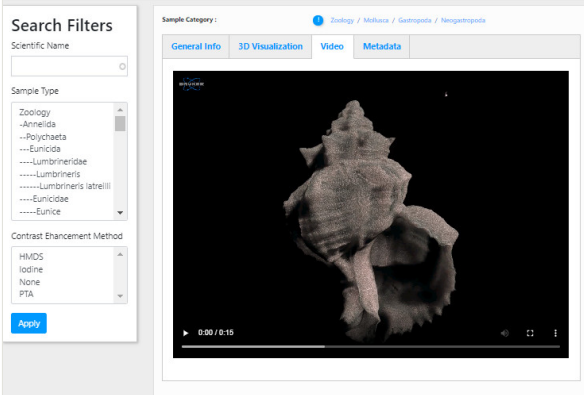 Search Filters
Scientific Name
Sample Type
Zoology
-Annelida
--Polychaeta
---Eunicida
----Lumbrineridae
-----Lumbrineris
------Lumbrineris latreilli
----Eunicidae
-----Eunice
Contrast Ehancement Method
HMDS
Iodine
None
PTA
Apply
Sample Category :
Zoology / Mollusca / Gastropoda / Neogastropoda
General Info
3D Visualization
Video
Metadata
BRUKER
0:00 / 0:15